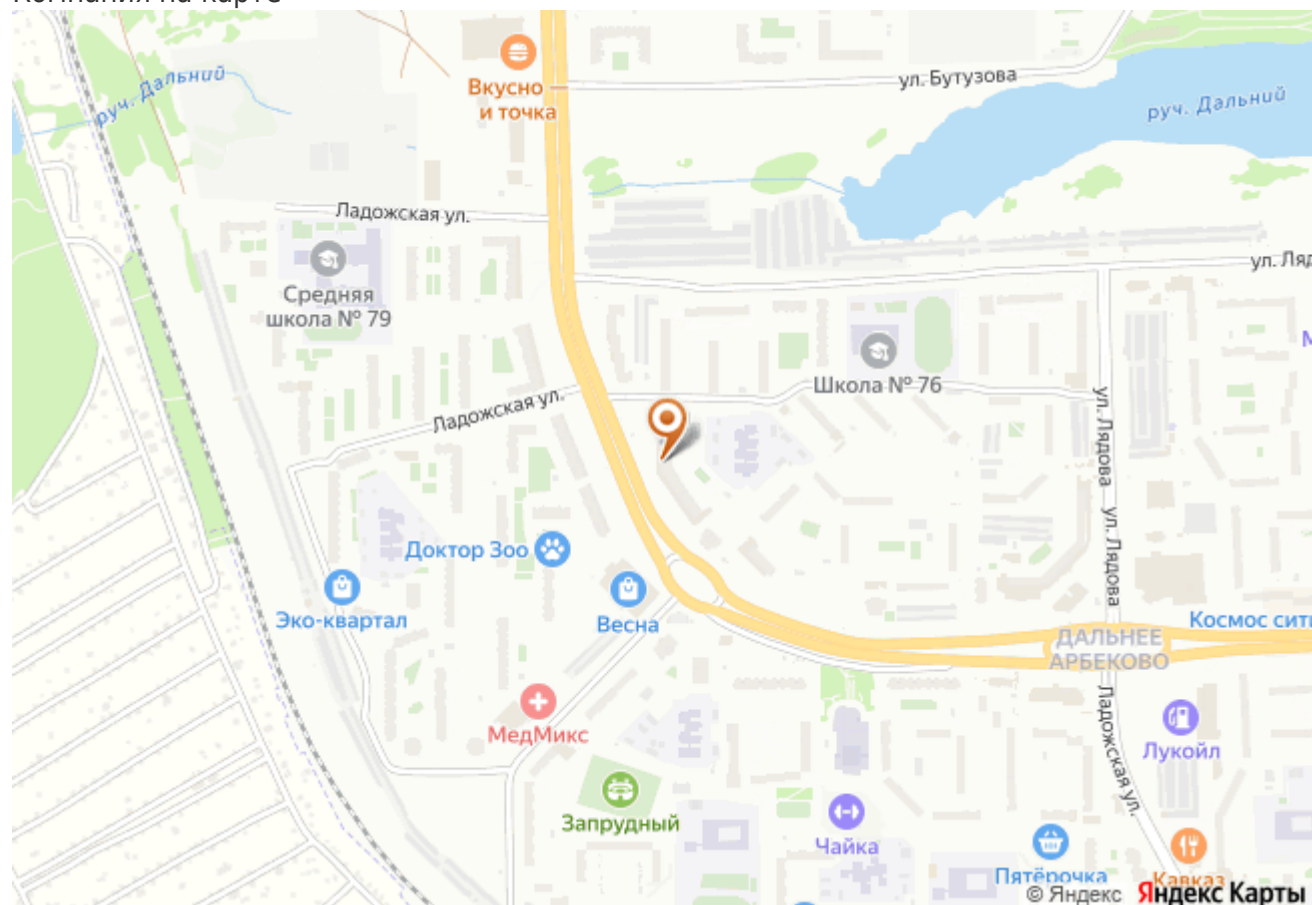 Вкусно
и точка
ул. Бутузова
руч. Дальний
руч. Дальний
Ладожская ул.
Средняя
школа № 79
ул. Ляд
Школа № 76
Ладожская ул.
ул. Лядова
ул. Лядова
Доктор Зоо
Эко-квартал
Весна
Космос сити
ДАЛЬНЕЕ
АРБЕКОВО
МедМикс
Ладожская ул.
Лукойл
Запрудный
Чайка
Пятёрочка
Кавказ
© Яндекс Яндекс Карты